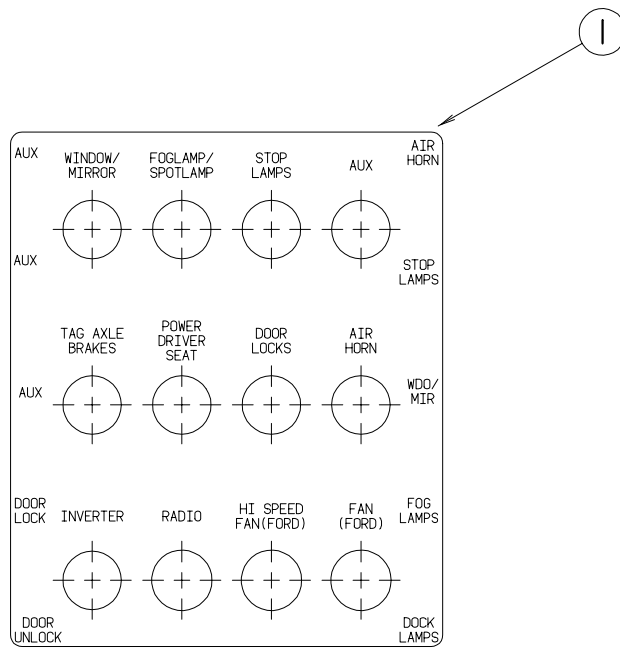 1
AUX
WINDOW/
MIRROR
FOGLAMP/
SPOTLAMP
STOP
LAMPS
AUX
AIR
HORN
AUX
STOP
LAMPS
TAG AXLE
BRAKES
POWER
DRIVER
SEAT
DOOR
LOCKS
AIR
HORN
AUX
WDO/
MIR
DOOR
LOCK
INVERTER
RADIO
HI SPEED
FAN(FORD)
FAN
(FORD)
FOG
LAMPS
DOOR
UNLOCK
DOCK
LAMPS